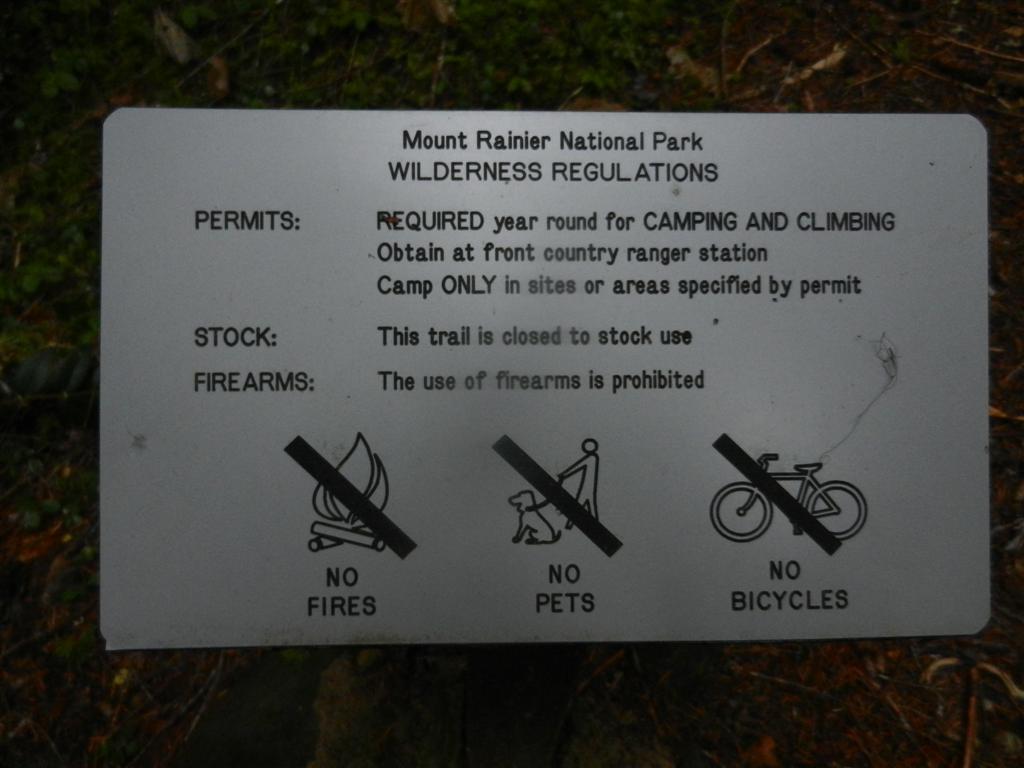 Mount Rainier National Park
WILDERNESS REGULATIONS
PERMITS: REQUIRED year round for CAMPING AND CLIMBING
Obtain at front country ranger station
Camp ONLY in sites or areas specified by permit
STOCK: This trail is closed to stock use
FIREARMS: The use of firearms is prohibited
NO FIRES
NO PETS
NO BICYCLES